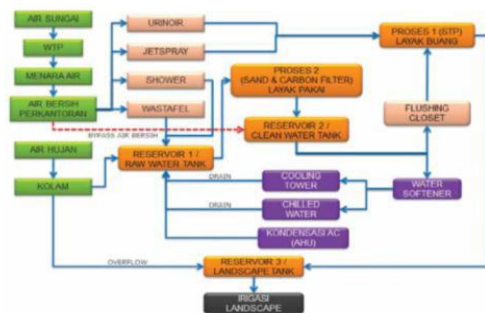 AIR SUNGAI
WTP
MENARA AIR
AIR BERSIH
PERKANTORAN
URINOIR
JETSPRAY
SHOWER
WASTAFEL
PROSES 1 (STP)
LAYAK BUANG
PROSES 2
(SAND & CARBON FILTER)
LAYAK PAKAI
FLUSHING
CLOSET
BYPASS AIR BERSIH
RESERVOIR 2 /
CLEAN WATER TANK
AIR HUJAN
RESERVOIR 1 /
RAW WATER TANK
KOLAM
DRAIN
COOLING
TOWER
WATER
SOFTENER
DRAIN
CHILLED
WATER
KONDENSASI AC
(AHU)
OVERFLOW
RESERVOIR 3 /
LANDSCAPE TANK
IRIGASI
LANDSCAPE